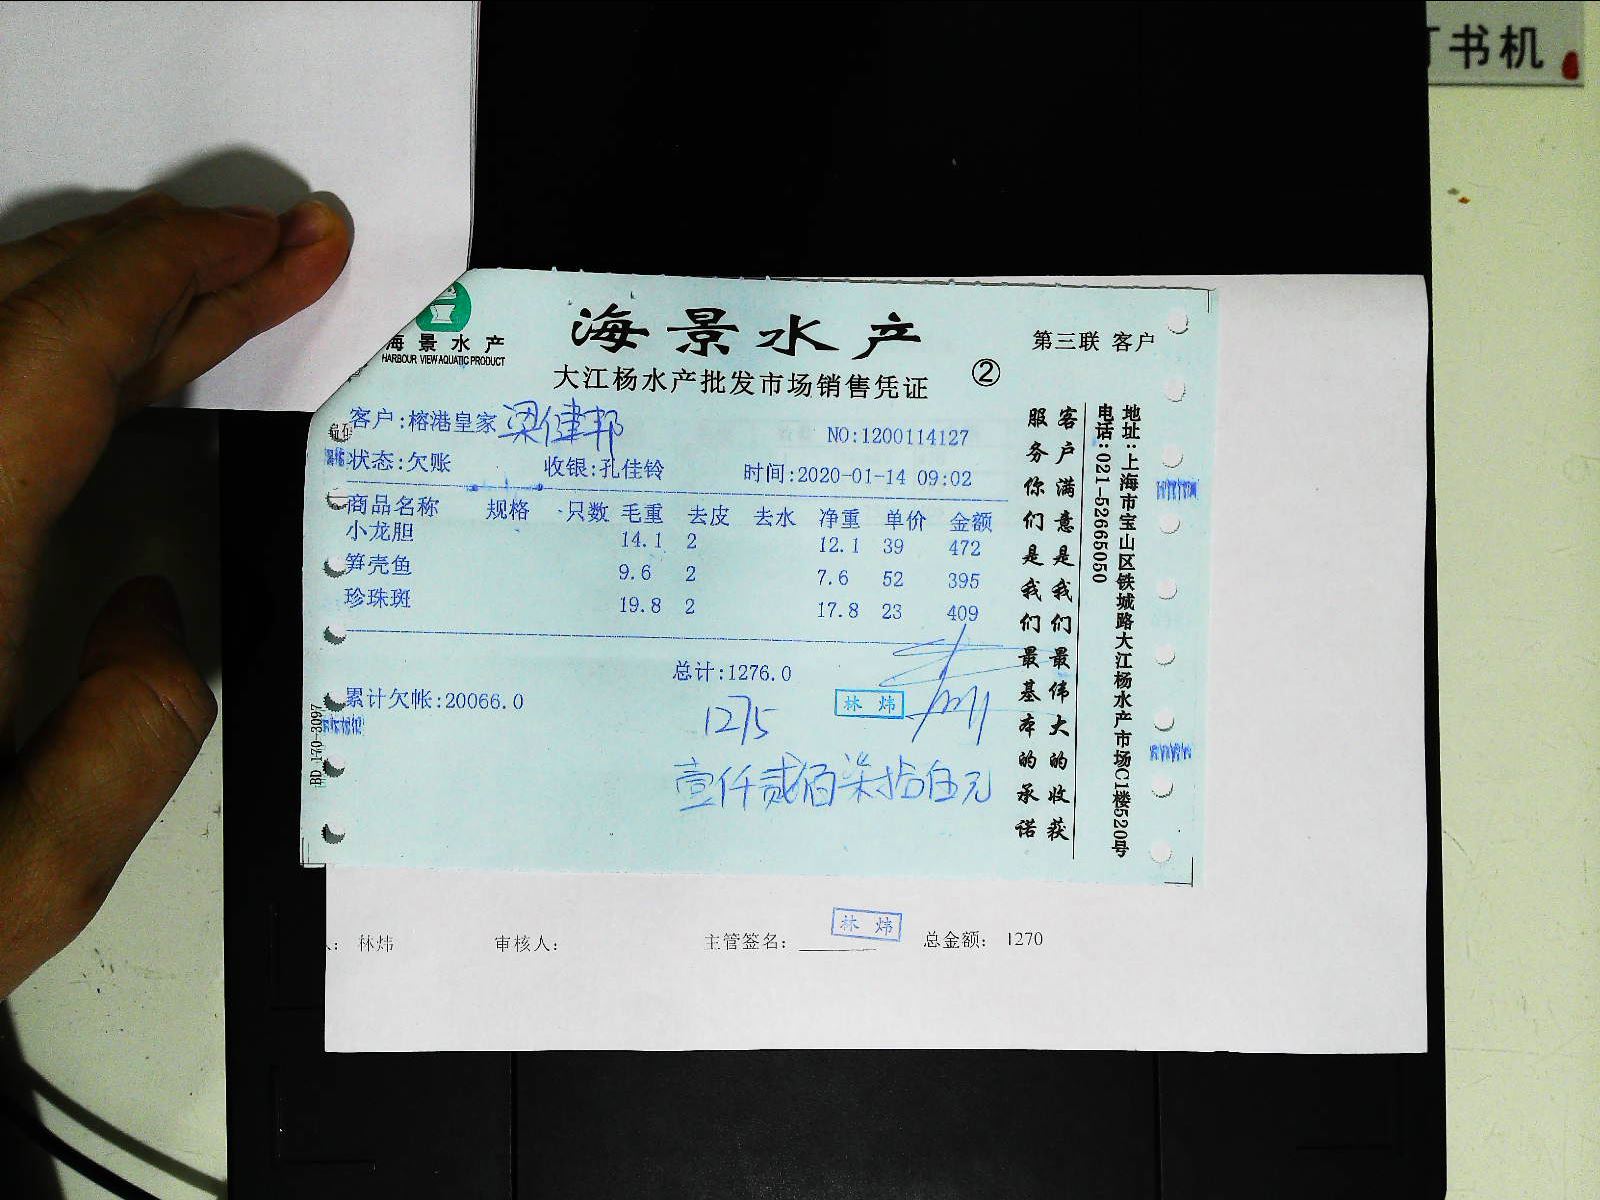 订书机
海景水产
HARBOUR VIEW AQUATIC PRODUCT
海景水产
大江杨水产批发市场销售凭证
②
第三联 客户
客户:榕港皇家 梁健邦
NO:1200114127
状态:欠账 收银:孔佳铃 时间:2020-01-14 09:02
商品名称 规格 只数 毛重 去皮 去水 净重 单价 金额
小龙胆 14.1 2 12.1 39 472
笋壳鱼 9.6 2 7.6 52 395
珍珠斑 19.8 2 17.8 23 409
总计:1276.0
累计欠帐:20066.0
林炜
1275
壹仟贰佰柒拾伍元
BD 170-3097
客户满意是我们最伟大的收获
服务你们是我们最基本的承诺
地址:上海市宝山区铁城路大江杨水产市场C1楼520号
电话:021-52665050
林炜
人: 林炜 审核人: 主管签名: 总金额: 1270